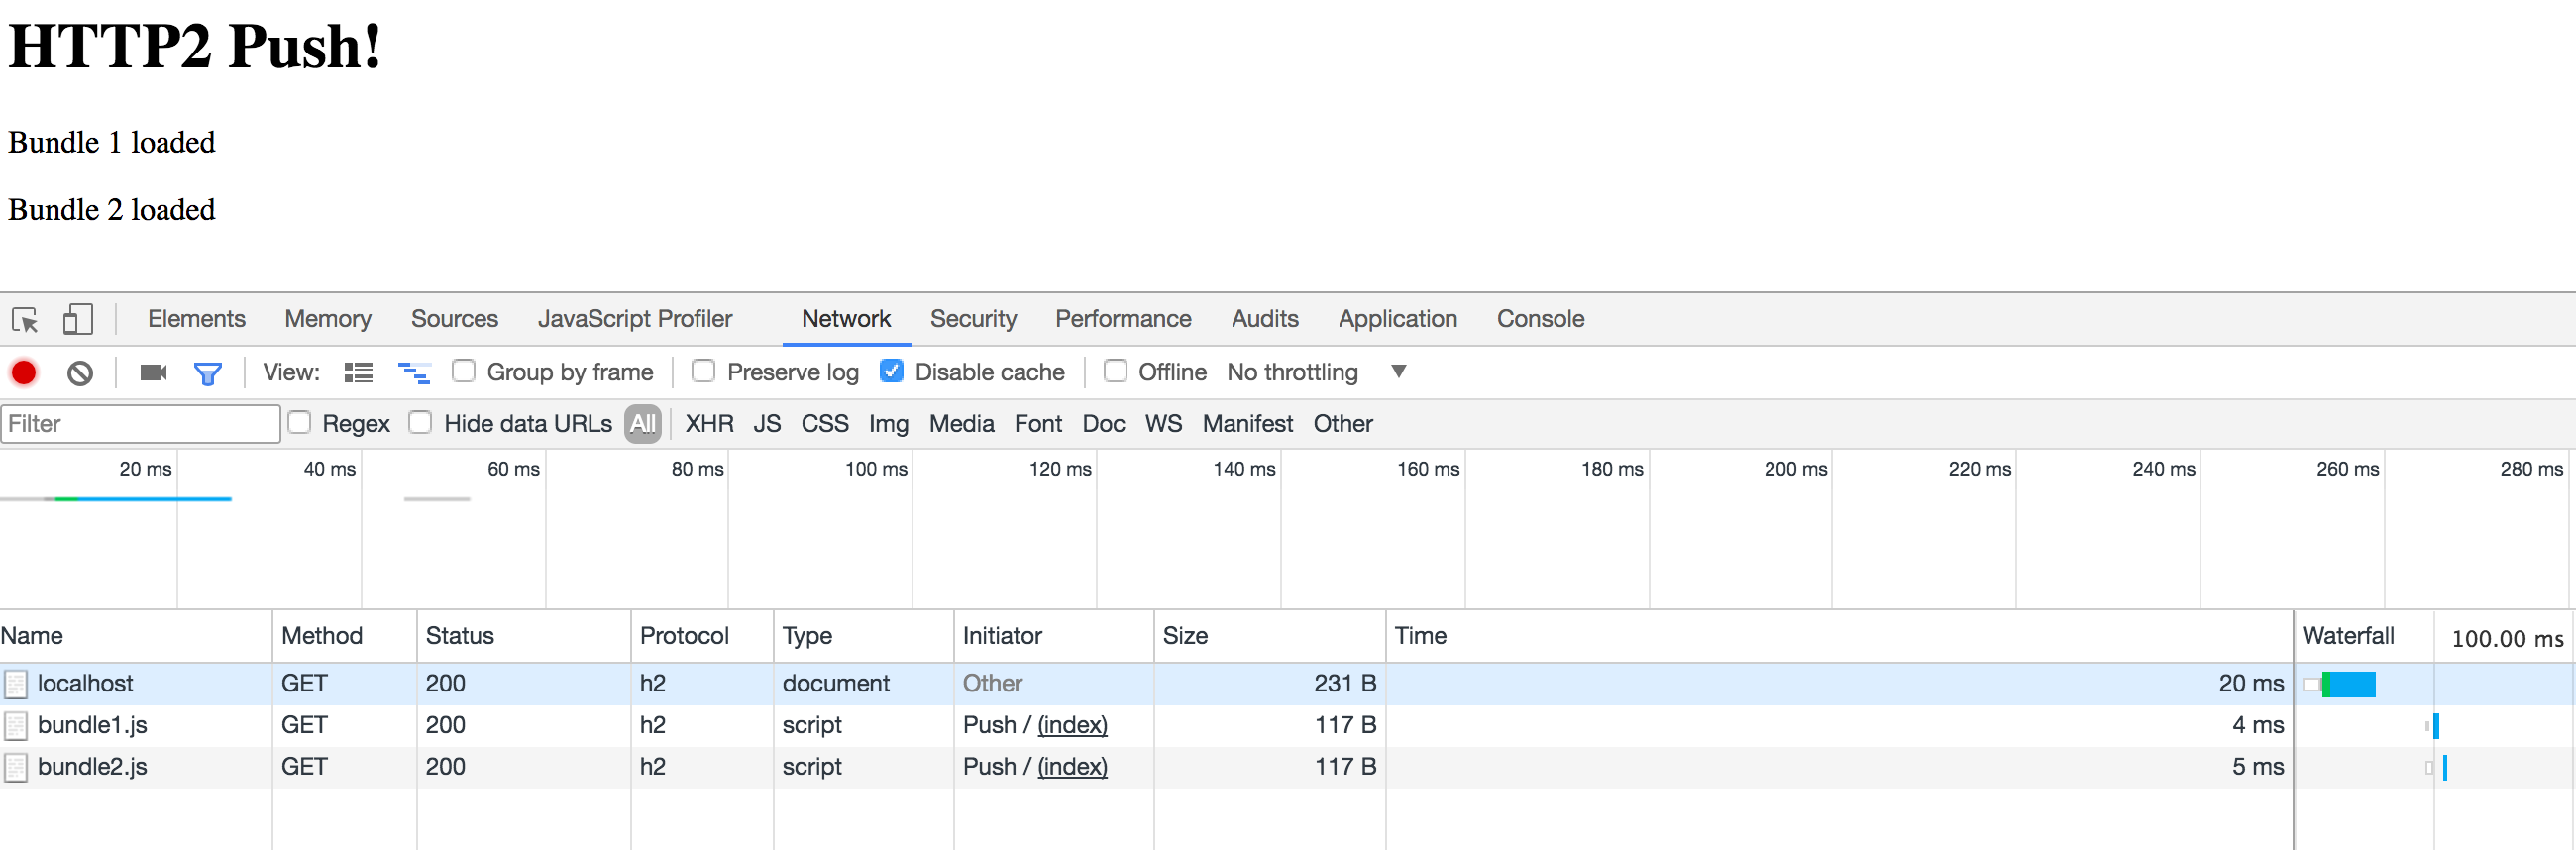 HTTP2 Push!
Bundle 1 loaded
Bundle 2 loaded
Elements Memory Sources JavaScript Profiler Network Security Performance Audits Application Console
View: Group by frame Preserve log Disable cache Offline No throttling
Filter Regex Hide data URLs All XHR JS CSS Img Media Font Doc WS Manifest Other
20 ms 40 ms 60 ms 80 ms 100 ms 120 ms 140 ms 160 ms 180 ms 200 ms 220 ms 240 ms 260 ms 280 ms
Name Method Status Protocol Type Initiator Size Time Waterfall 100.00 ms
localhost GET 200 h2 document Other 231 B 20 ms
bundle1.js GET 200 h2 script Push / (index) 117 B 4 ms
bundle2.js GET 200 h2 script Push / (index) 117 B 5 ms